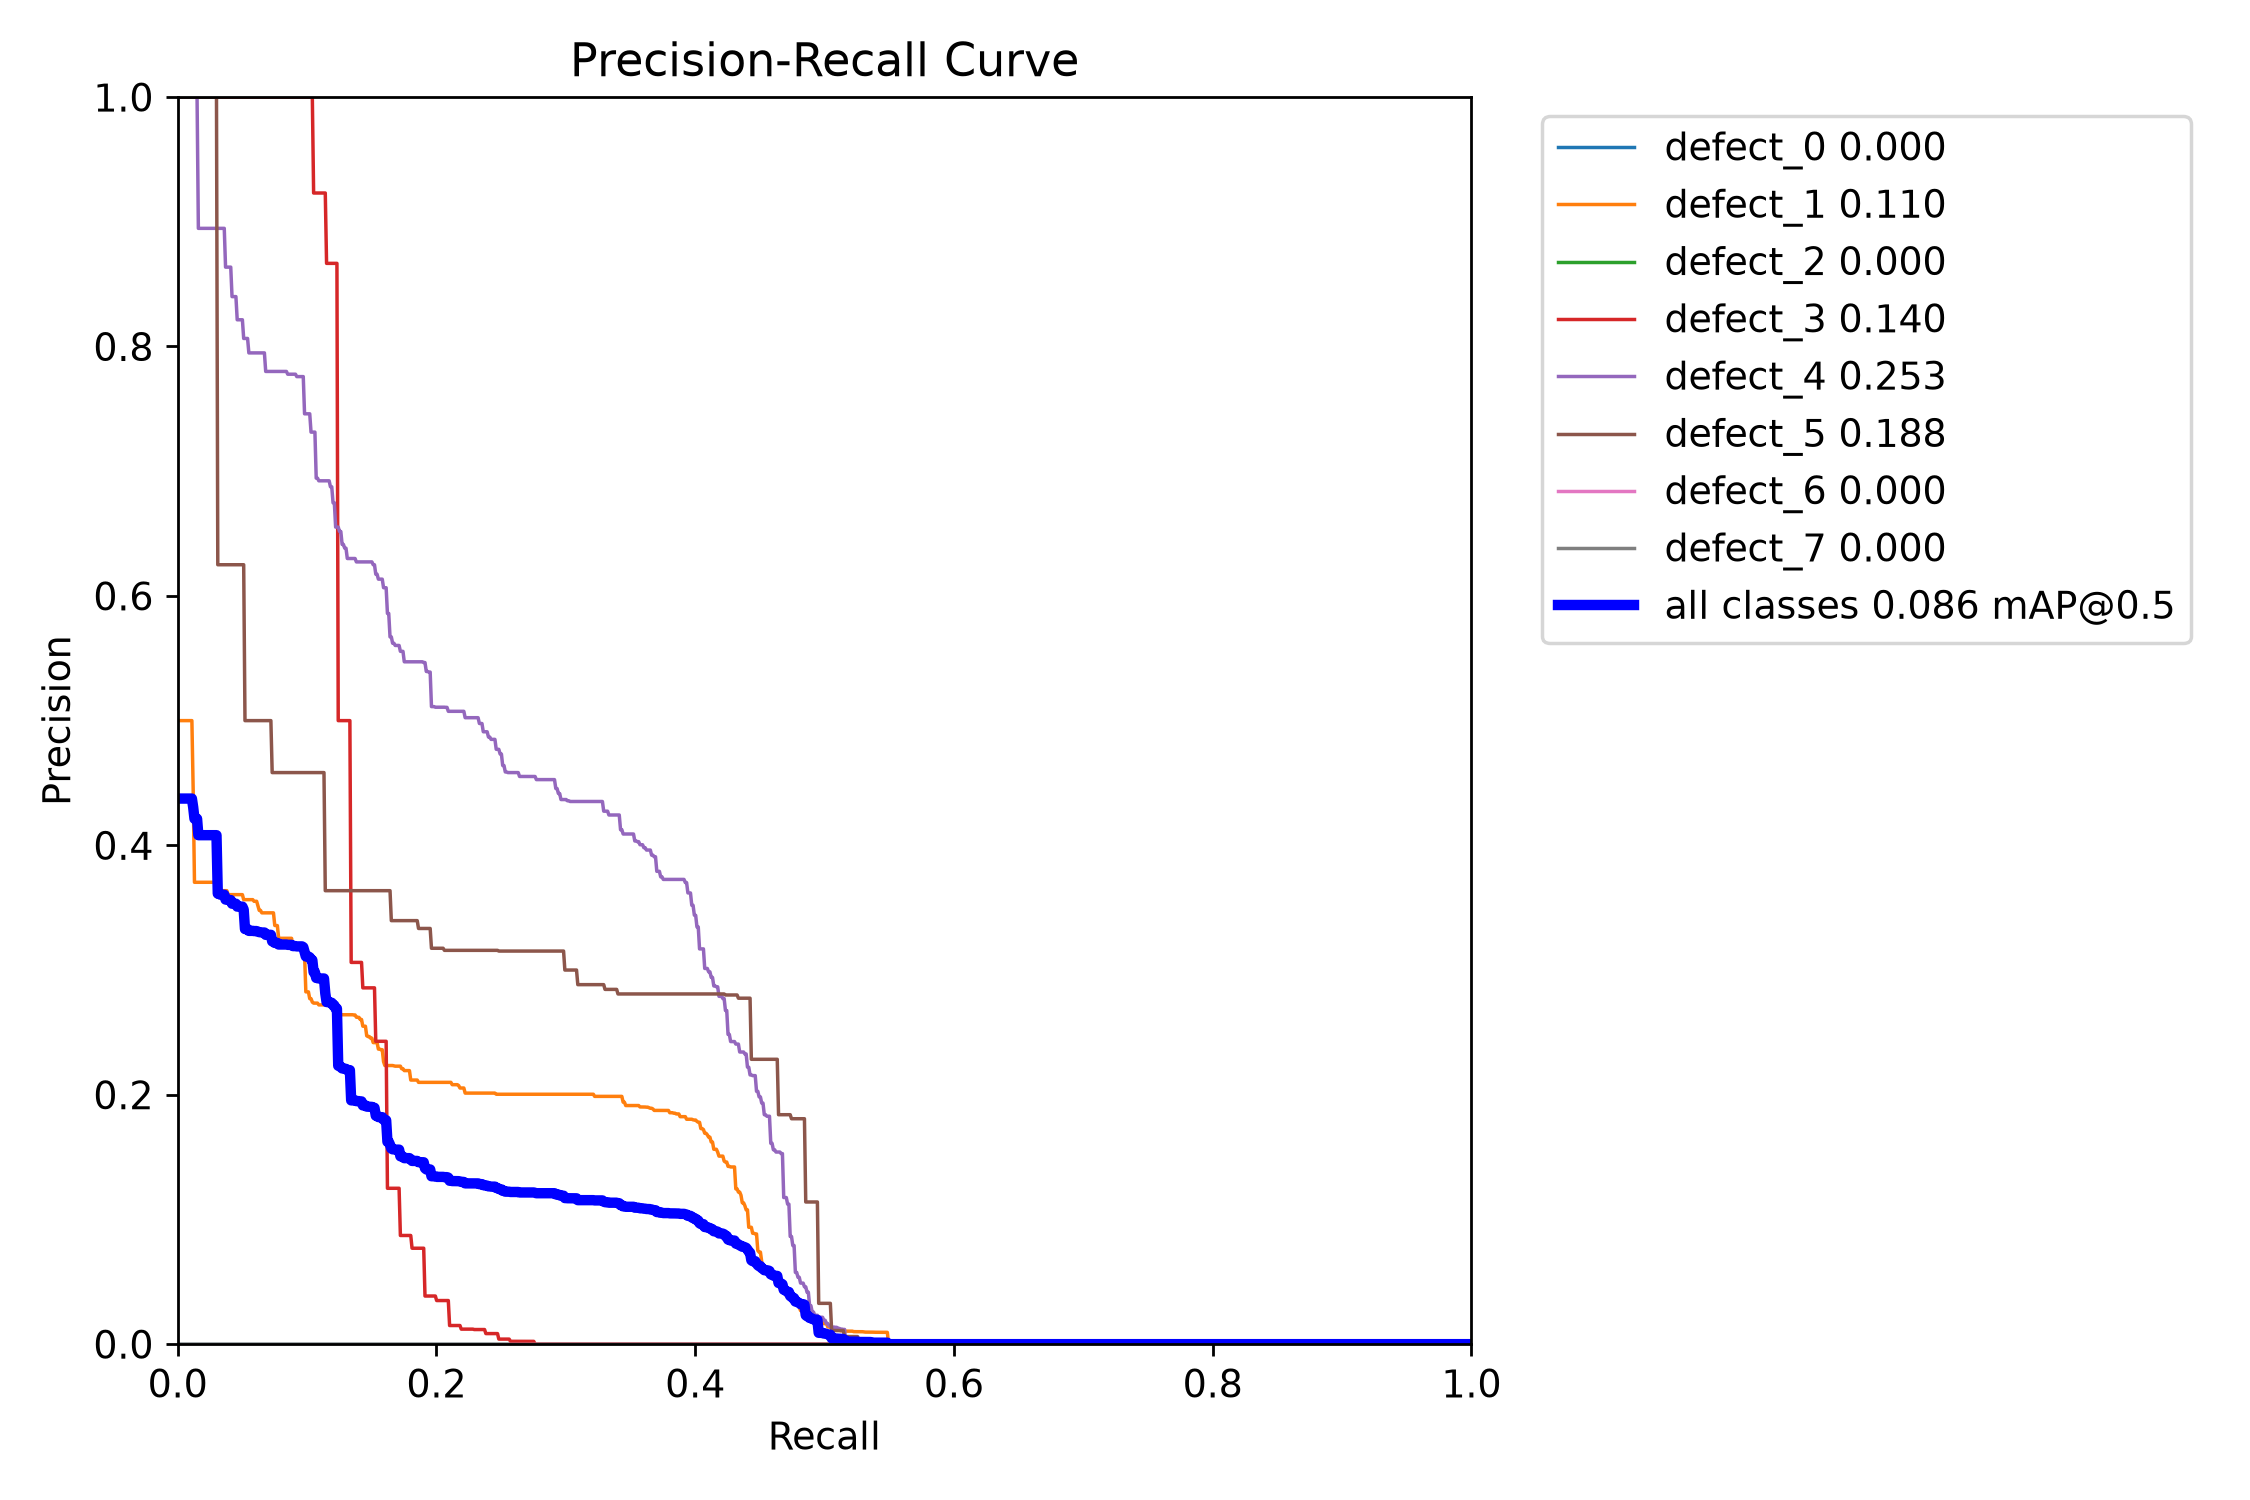 Precision-Recall Curve
1.0
0.8
0.6
0.4
0.2
0.0
Precision
0.0 0.2 0.4 0.6 0.8 1.0
Recall
defect_0 0.000
defect_1 0.110
defect_2 0.000
defect_3 0.140
defect_4 0.253
defect_5 0.188
defect_6 0.000
defect_7 0.000
all classes 0.086 mAP@0.5